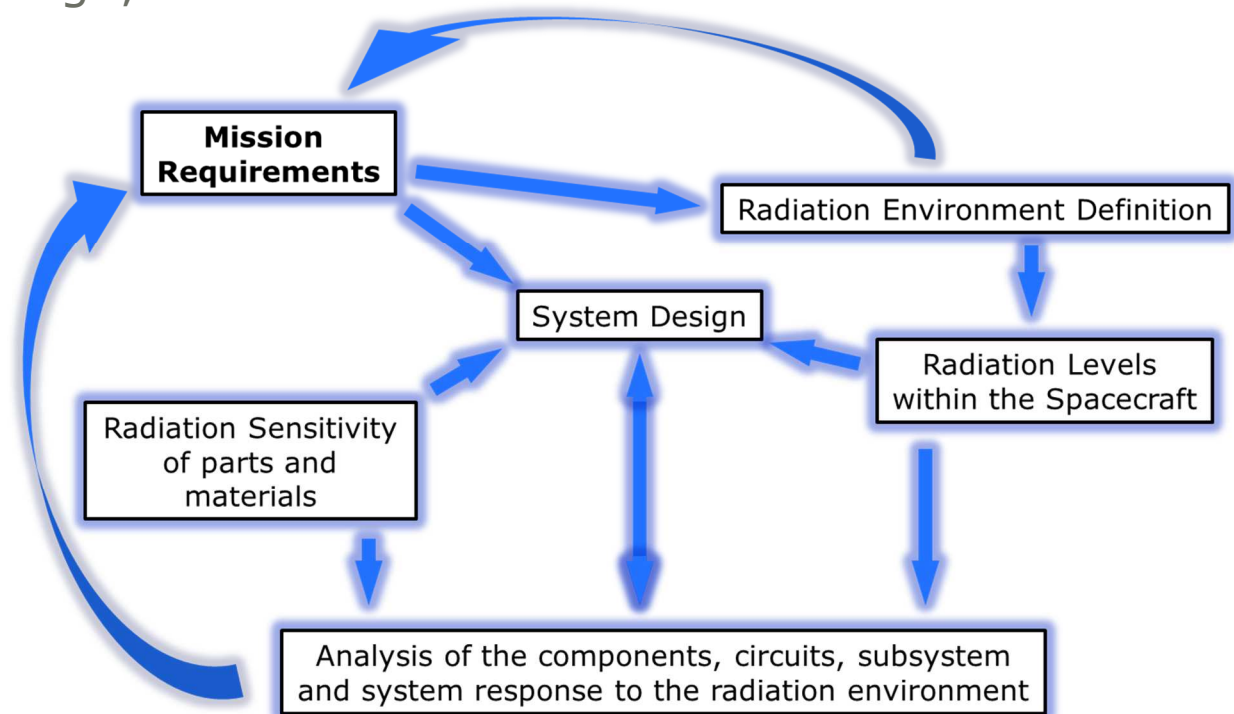 Mission
Requirements
Radiation Environment Definition
System Design
Radiation Levels
within the Spacecraft
Radiation Sensitivity
of parts and
materials
Analysis of the components, circuits, subsystem
and system response to the radiation environment